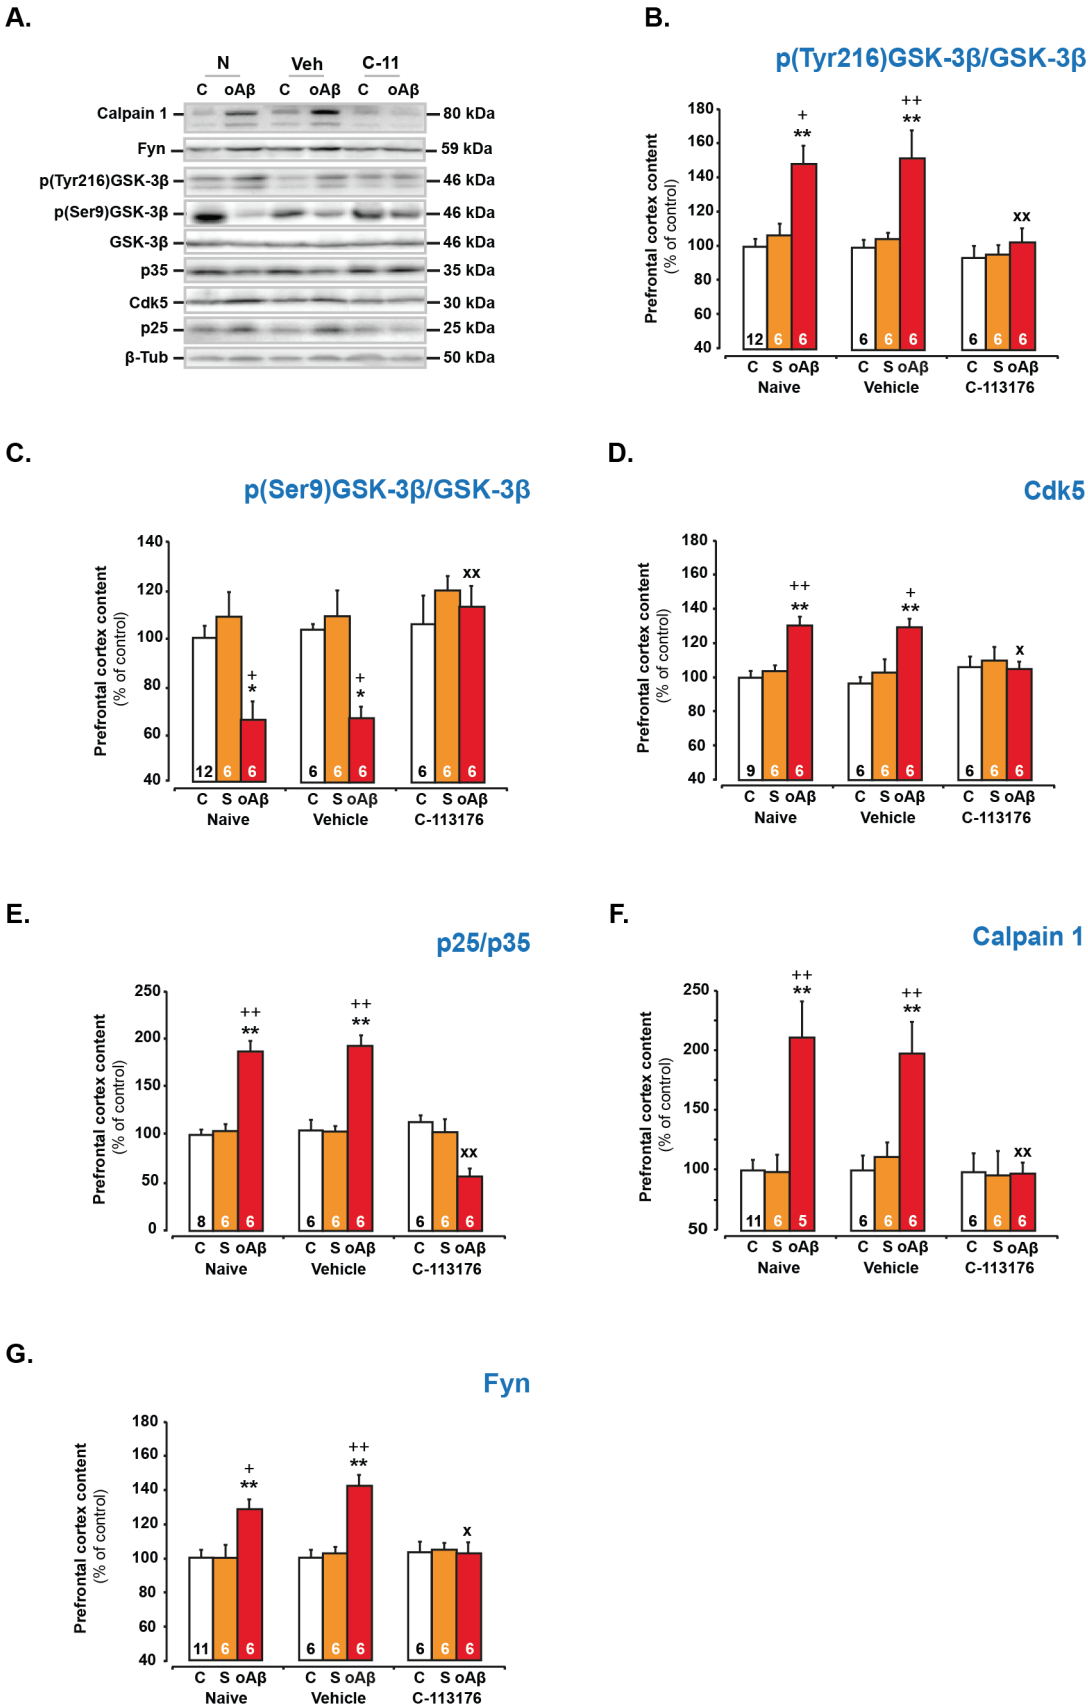 A.
N Veh C-11
C oAβ C oAβ C oAβ
Calpain 1 80 kDa
Fyn 59 kDa
p(Tyr216)GSK-3β 46 kDa
p(Ser9)GSK-3β 46 kDa
GSK-3β 46 kDa
p35 35 kDa
Cdk5 30 kDa
p25 25 kDa
β-Tub 50 kDa
B.
p(Tyr216)GSK-3β/GSK-3β
Prefrontal cortex content
(% of control)
180
160
140
120
100
80
60
40
+
**
++
**
xx
12 6 6 6 6 6 6 6 6
C S oAβ C S oAβ C S oAβ
Naive Vehicle C-113176
C.
p(Ser9)GSK-3β/GSK-3β
Prefrontal cortex content
(% of control)
140
120
100
80
60
40
+
*
+
*
xx
12 6 6 6 6 6 6 6 6
C S oAβ C S oAβ C S oAβ
Naive Vehicle C-113176
D.
Cdk5
Prefrontal cortex content
(% of control)
180
160
140
120
100
80
60
40
++
**
+
**
x
9 6 6 6 6 6 6 6 6
C S oAβ C S oAβ C S oAβ
Naive Vehicle C-113176
E.
p25/p35
Prefrontal cortex content
(% of control)
250
200
150
100
50
0
++
**
++
**
xx
8 6 6 6 6 6 6 6 6
C S oAβ C S oAβ C S oAβ
Naive Vehicle C-113176
F.
Calpain 1
Prefrontal cortex content
(% of control)
250
200
150
100
50
++
**
++
**
xx
11 6 5 6 6 6 6 6 6
C S oAβ C S oAβ C S oAβ
Naive Vehicle C-113176
G.
Fyn
Prefrontal cortex content
(% of control)
180
160
140
120
100
80
60
40
+
**
++
**
x
11 6 6 6 6 6 6 6 6
C S oAβ C S oAβ C S oAβ
Naive Vehicle C-113176